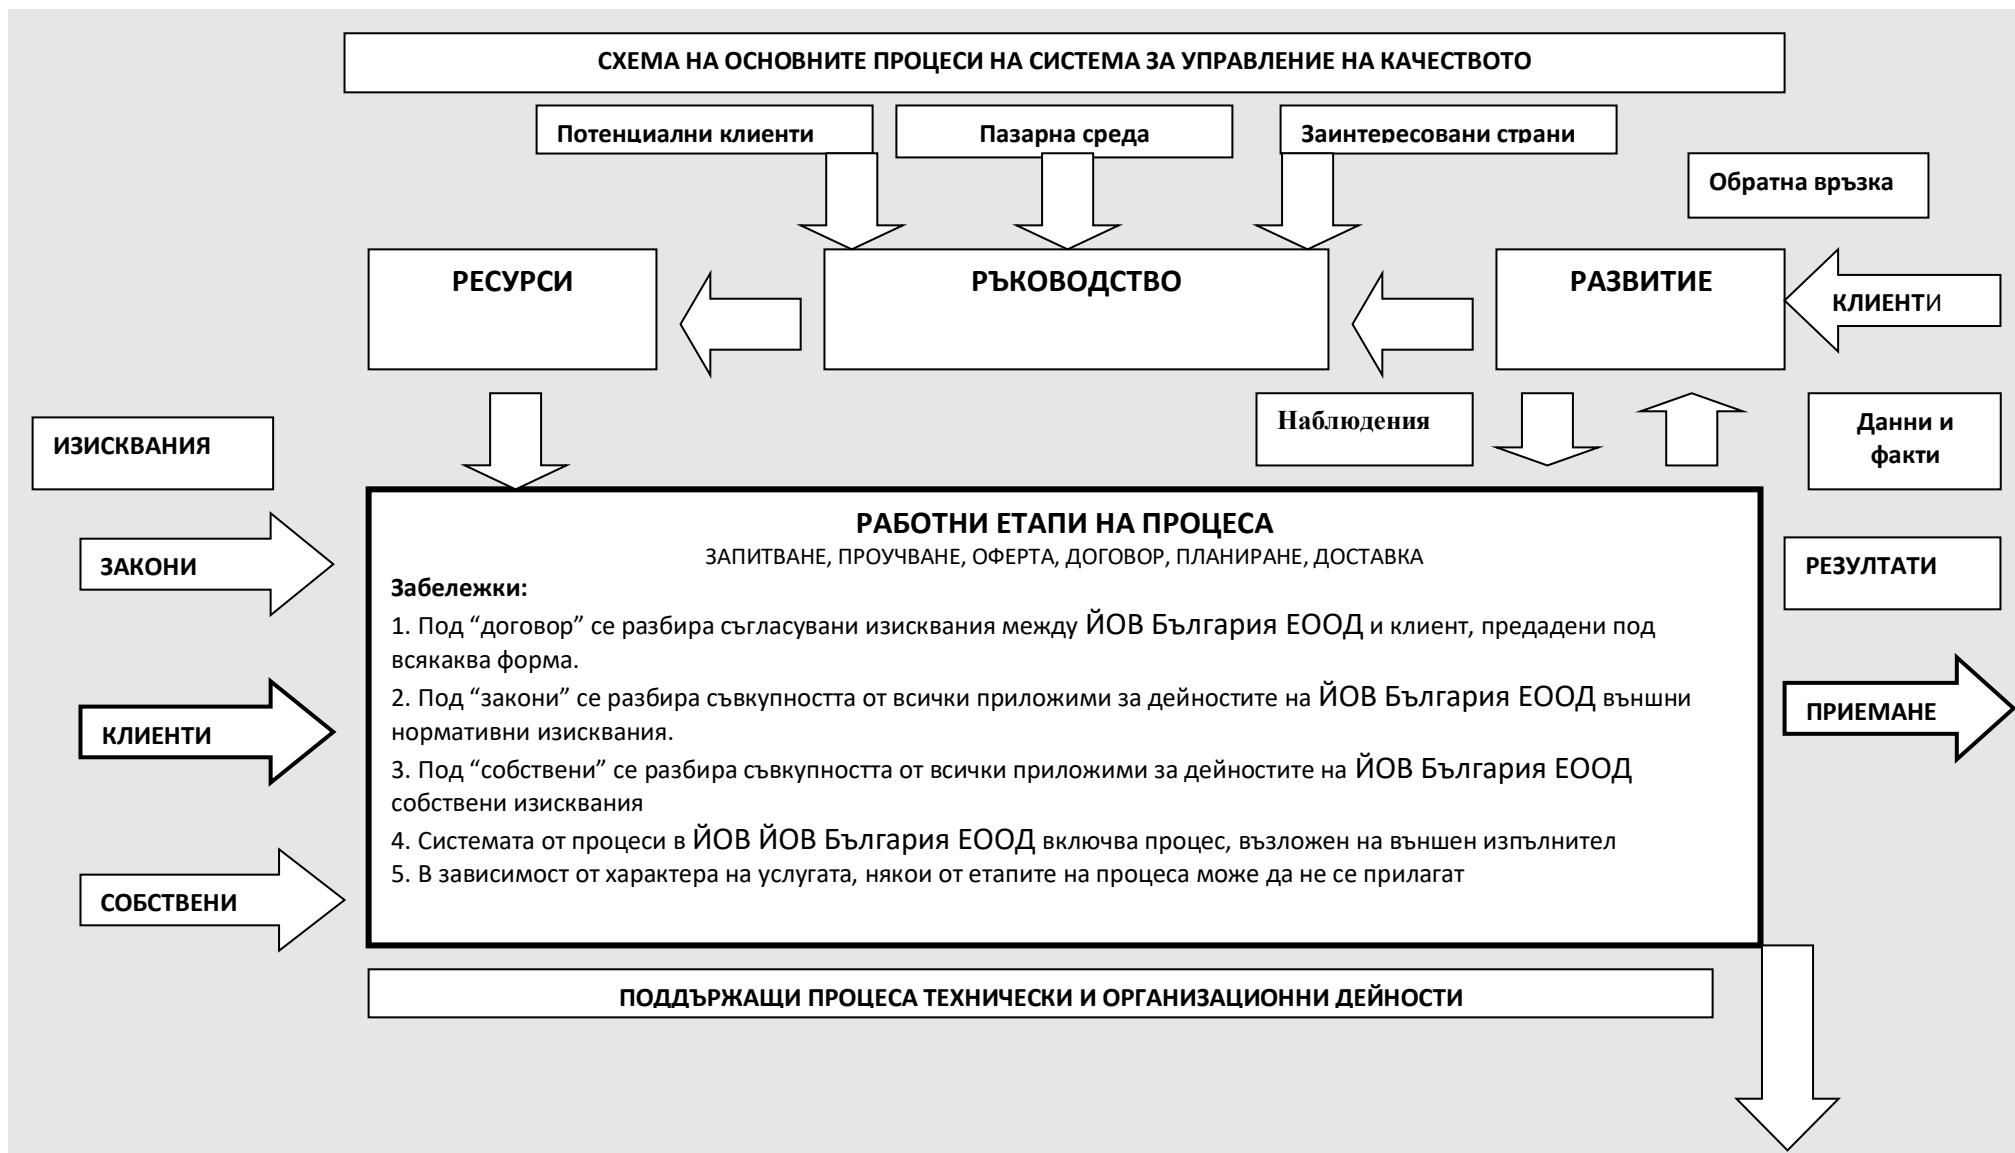 СХЕМА НА ОСНОВНИТЕ ПРОЦЕСИ НА СИСТЕМА ЗА УПРАВЛЕНИЕ НА КАЧЕСТВОТО
Потенциални клиенти
Пазарна среда
Заинтересовани страни
Обратна връзка
РЕСУРСИ
РЪКОВОДСТВО
РАЗВИТИЕ
КЛИЕНТИ
ИЗИСКВАНИЯ
Наблюдения
Данни и
факти
РАБОТНИ ЕТАПИ НА ПРОЦЕСА
ЗАПИТВАНЕ, ПРОУЧВАНЕ, ОФЕРТА, ДОГОВОР, ПЛАНИРАНЕ, ДОСТАВКА
Забележки:
1. Под “договор” се разбира съгласувани изисквания между ЙОВ България ЕООД и клиент, предадени под
всякаква форма.
2. Под “закони” се разбира съвкупността от всички приложими за дейностите на ЙОВ България ЕООД външни
нормативни изисквания.
3. Под “собствени” се разбира съвкупността от всички приложими за дейностите на ЙОВ България ЕООД
собствени изисквания
4. Системата от процеси в ЙОВ ЙОВ България ЕООД включва процес, възложен на външен изпълнител
5. В зависимост от характера на услугата, някои от етапите на процеса може да не се прилагат
ЗАКОНИ
КЛИЕНТИ
СОБСТВЕНИ
РЕЗУЛТАТИ
ПРИЕМАНЕ
ПОДДЪРЖАЩИ ПРОЦЕСА ТЕХНИЧЕСКИ И ОРГАНИЗАЦИОННИ ДЕЙНОСТИ